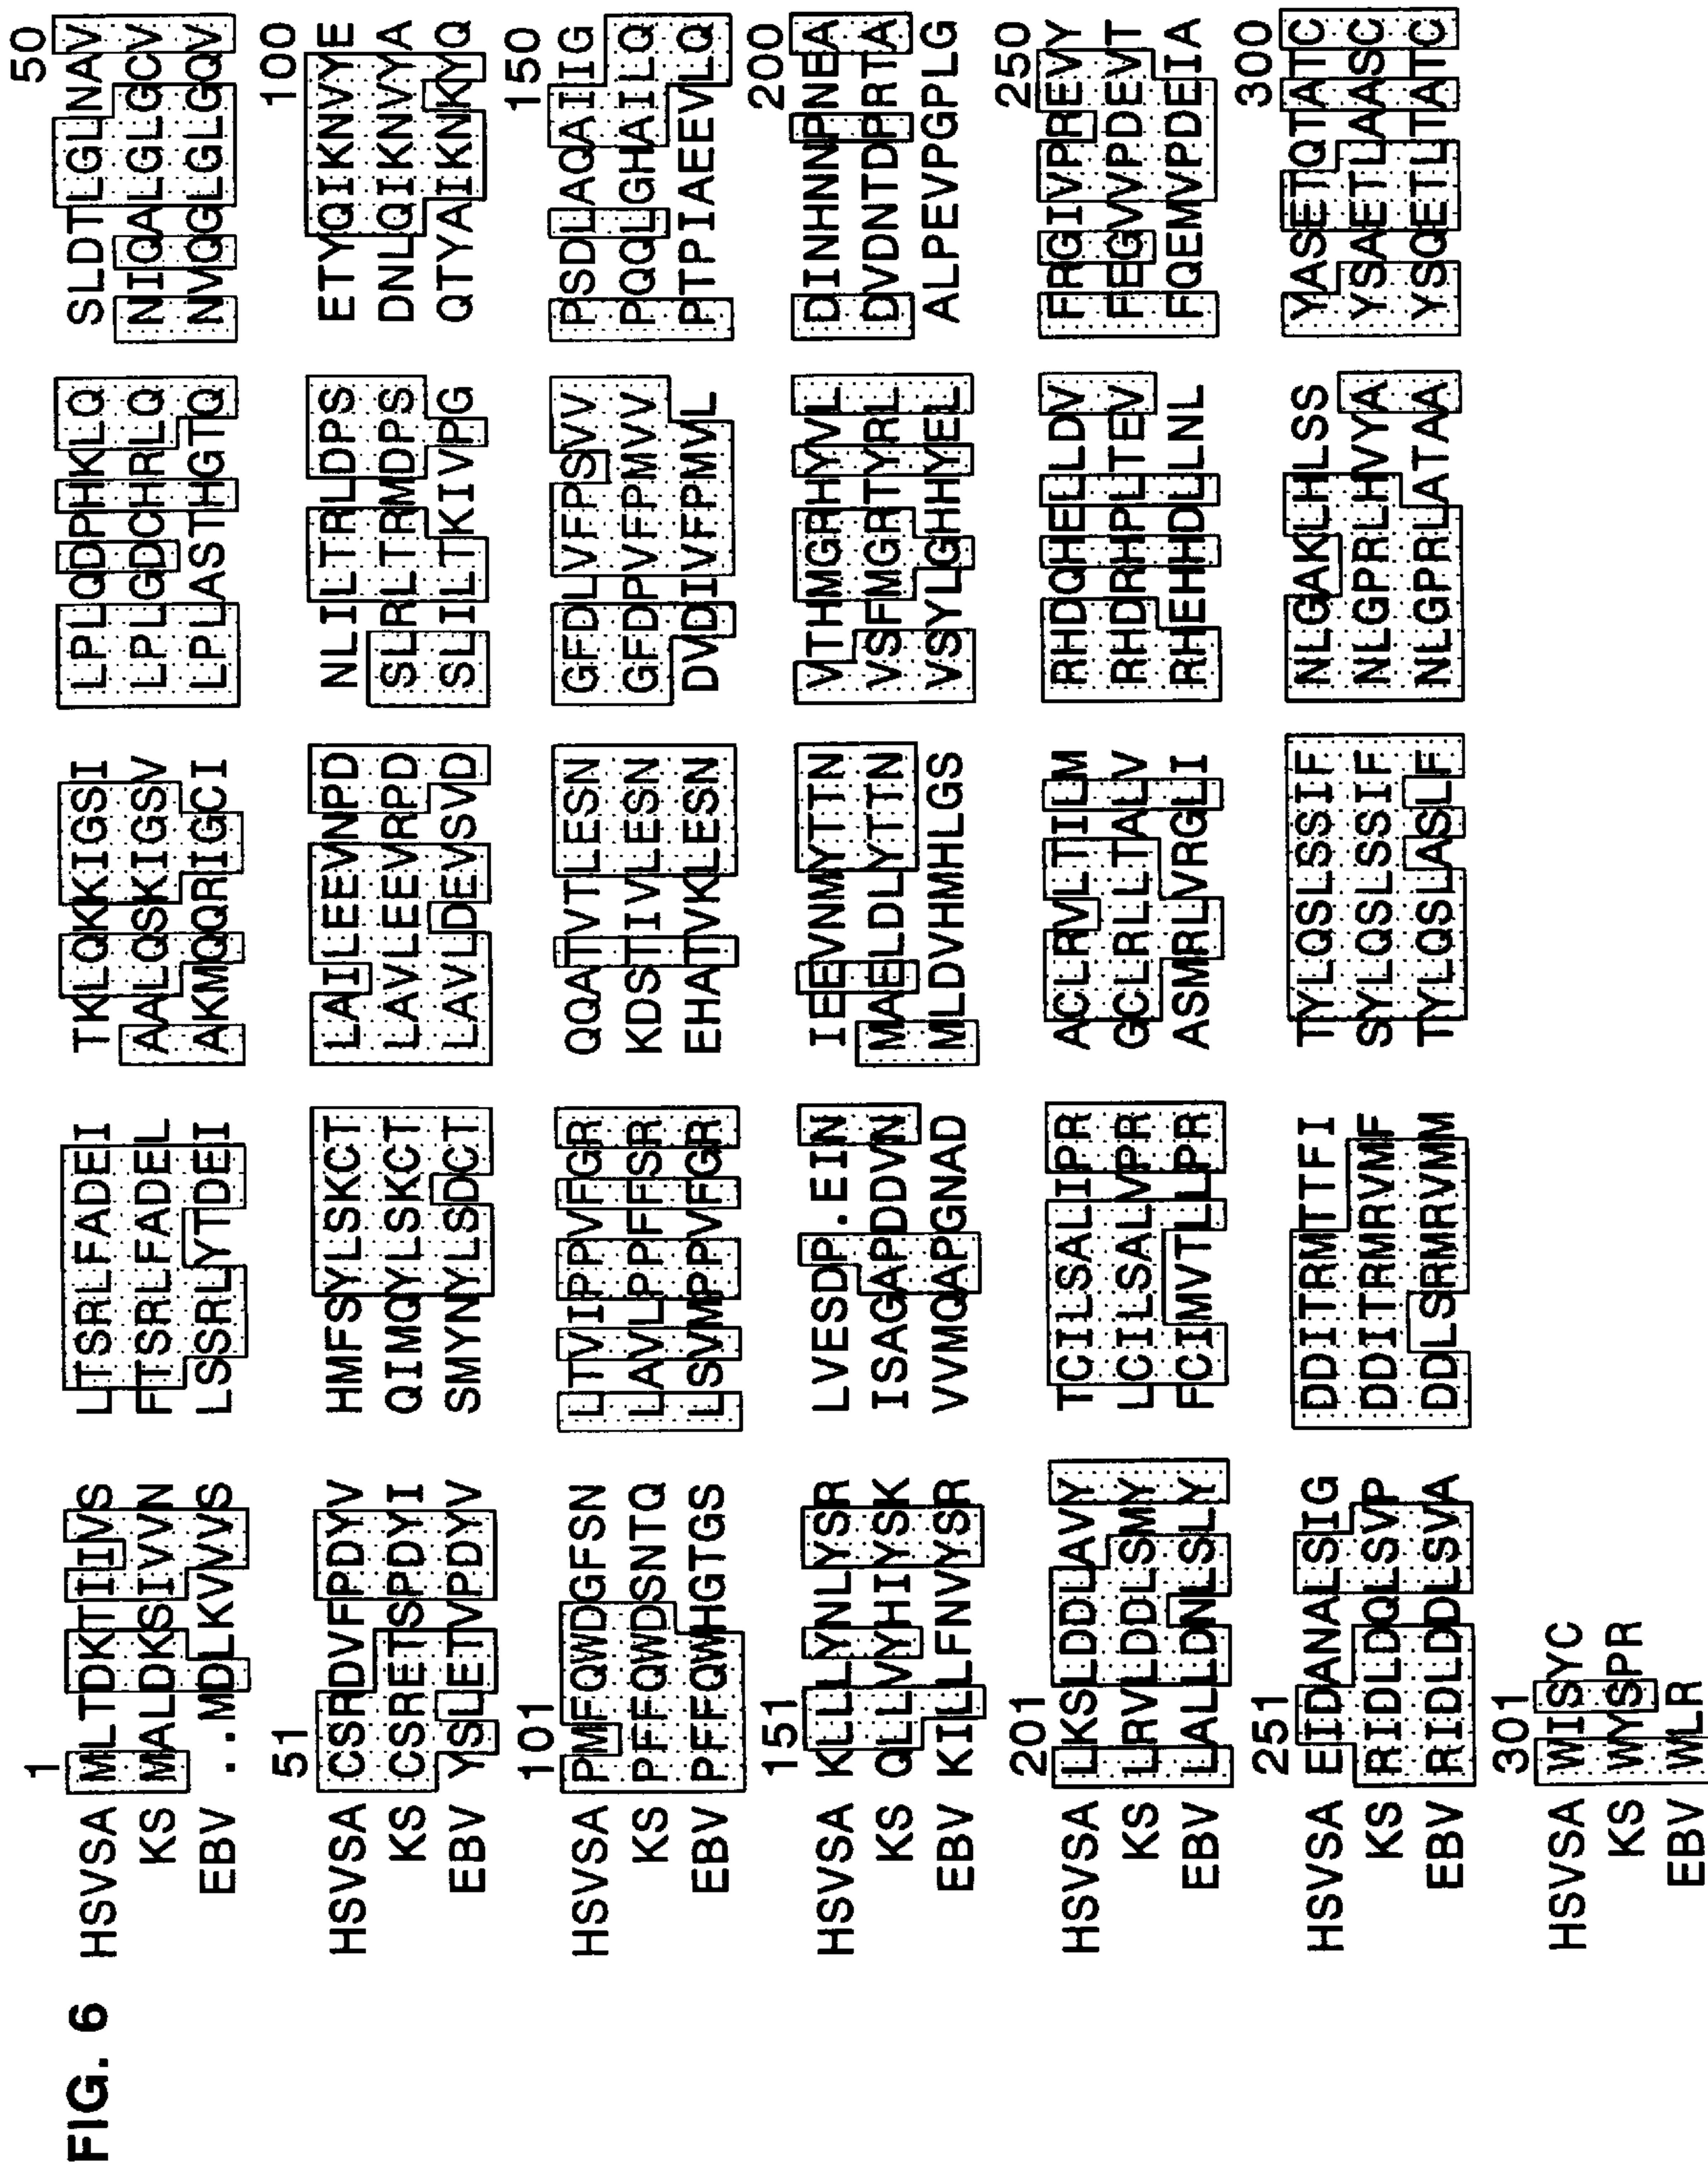 FIG. 6
1 50
HSVSA MLTDKTIIVS LTSRLFADEI TKLQKKIGSI LPLQDPHKLQ SLDTLGLNAV
KS MALDKSIVVN FTSRLFADEL AALQSKIGSV LPLGDCHRLQ NIQALGLGCV
EBV ..MDLKVVVS LSSRLYTDEI AKMQQRIGCI LPLASTHGTQ NVQGLGLGQV
51 100
HSVSA CSRDVFPDYV HMFSYLSKCT LAILEEVNPD NLILTRLDPS ETYQIKNVYE
KS CSRETSPDYI QIMQYLSKCT LAVLEEVRPD SLRLTRMDPS DNLQIKNVYA
EBV YSLETVPDYV SMYNYLSDCT LAVLDEVSVD SLILTKIVPG QTYAIKNKYQ
101 150
HSVSA PMFQWDGFSN LTVIPPVFGR QQATVTLESN GFDLVFPSVV PSDLAQAIIG
KS PFFQWDSNTQ LAVLPPFFSR KDSTIVLESN GFDPVFPMVV PQQLGHAILQ
EBV PFFQWHGTGS LSVMPPVFGR EHATVKLESN DVDIVFPMVL PTPIAEEVLQ
151 200
HSVSA KLLLYNLYSR LVESDP.EIN IEEVNMYTTN VTHMGRHYVL DINHNNPNEA
KS QLLVYHIYSK ISAGAPDDVN MAELDLYTTN VSFMGRTYRL DVDNTDPRTA
EBV KILLFNVYSR VVMQAPGNAD MLDVHMHLGS VSYLGHHYEL ALPEVPGPLG
201 250
HSVSA LKSLDDLAVY TCILSALIPR ACLRVLTILM RHDQHELLDV FRGIVPREVY
KS LRVLDDLSMY LCILSALVPR GCLRLLTALV RHDRHPLTEV FEGVVPDEVT
EBV LALLDNLSLY FCIMVTLLPR ASMRLVRGLI RHEHHDLLNL FQEMVPDEIA
251 300
HSVSA EIDANALSIG DDITRMTTFI TYLQSLSSIF NLGAKLHLSS YASETQTATC
KS RIDLDQLSVP DDITRMRVMF SYLQSLSSIF NLGPRLHVYA YSAETLAASC
EBV RIDLDDLSVA DDLSRMRVMM TYLQSLASLF NLGPRLATAA YSQETLTATC
301
HSVSA WISYC
KS WYSPR
EBV WLR